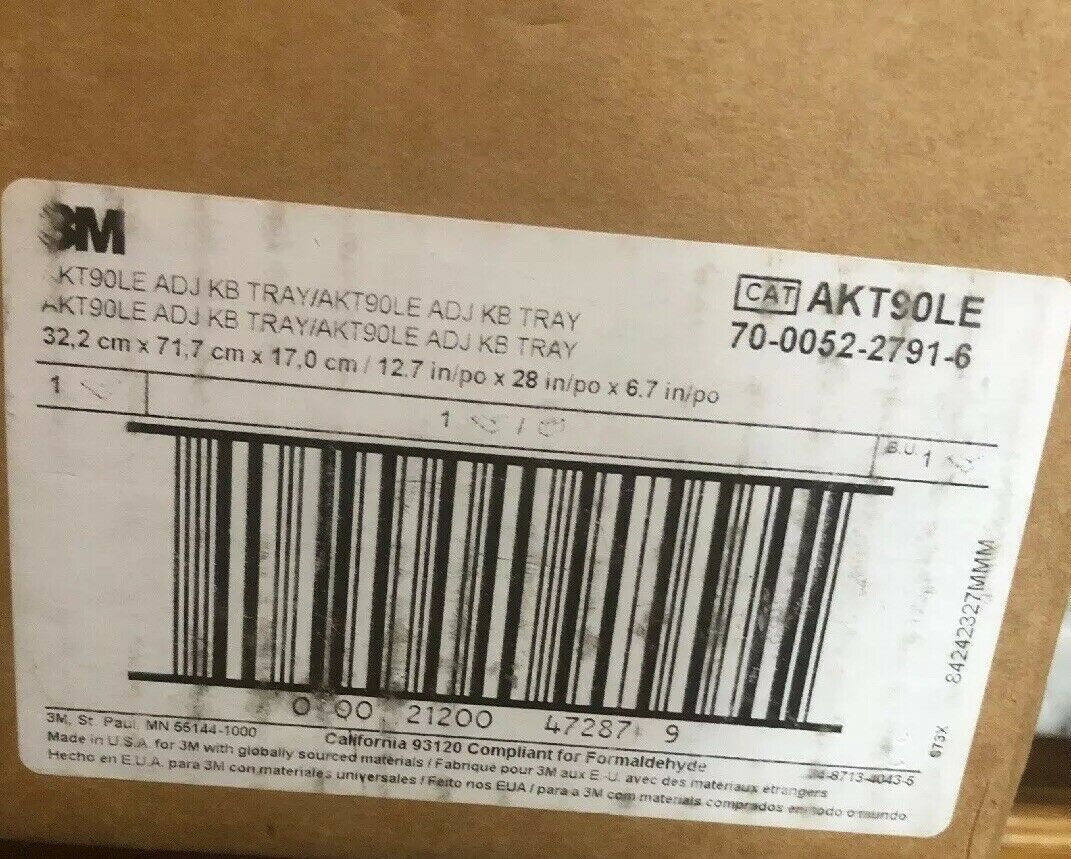 3M
AKT90LE ADJ KB TRAY/AKT90LE ADJ KB TRAY
AKT90LE ADJ KB TRAY/AKT90LE ADJ KB TRAY
32,2 cm x 71,7 cm x 17,0 cm / 12.7 in/po x 28 in/po x 6.7 in/po
CAT AKT90LE
70-0052-2791-6
1
1 /
B.U. 1
84242327MMM
673X
0 00 21200 47287 9
3M, St. Paul, MN 55144-1000
California 93120 Compliant for Formaldehyde
34-8713-4043-5
Made in U.S.A. for 3M with globally sourced materials / Fabrique pour 3M aux E.-U. avec des materiaux etrangers
Hecho en E.U.A. para 3M con materiales universales / Feito nos EUA / para a 3M com materiais comprados em todo o mundo